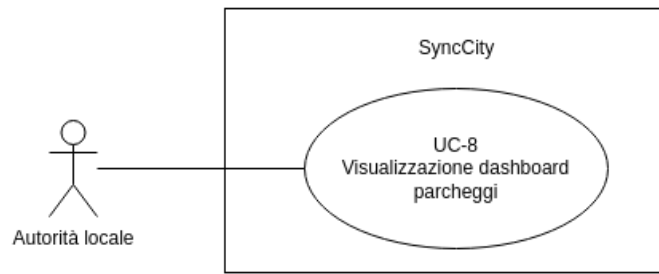 SyncCity
UC-8
Visualizzazione dashboard
parcheggi
Autorità locale